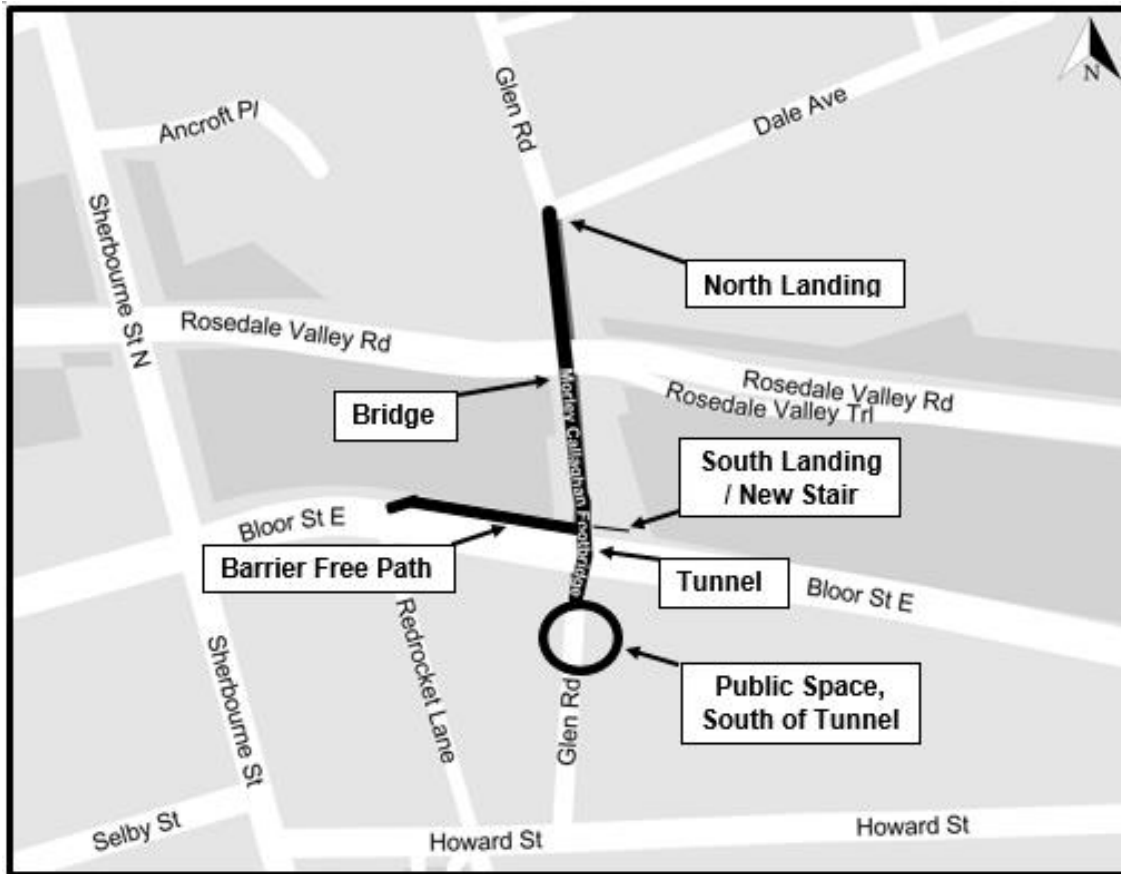 N
Glen Rd
Dale Ave
Ancroft Pl
Sherbourne St N
North Landing
Rosedale Valley Rd
Rosedale Valley Rd
Rosedale Valley Trl
Bridge
Morley Callaghan Footbridge
South Landing
/ New Stair
Bloor St E
Barrier Free Path
Tunnel
Bloor St E
Redrocket Lane
Public Space,
South of Tunnel
Glen Rd
Sherbourne St
Selby St
Howard St
Howard St